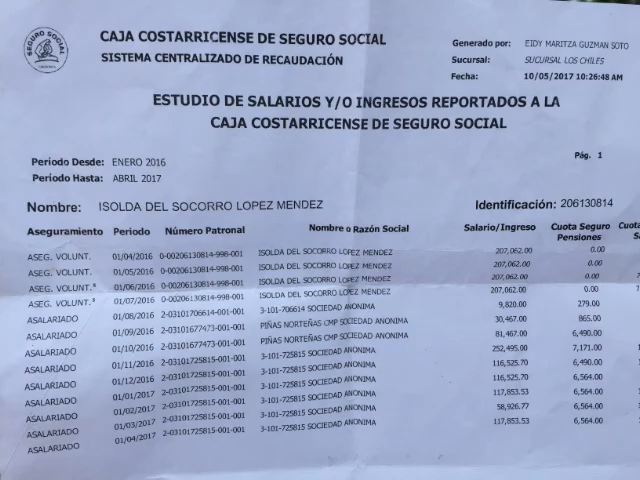 SEGURO SOCIAL
CAJA COSTARRICENSE DE SEGURO SOCIAL
SISTEMA CENTRALIZADO DE RECAUDACIÓN
Generado por: EIDY MARITZA GUZMAN SOTO
Sucursal: SUCURSAL LOS CHILES
Fecha: 10/05/2017 10:26:48 AM
ESTUDIO DE SALARIOS Y/O INGRESOS REPORTADOS A LA
CAJA COSTARRICENSE DE SEGURO SOCIAL
Pág. 1
Periodo Desde: ENERO 2016
Periodo Hasta: ABRIL 2017
Nombre: ISOLDA DEL SOCORRO LOPEZ MENDEZ Identificación: 206130814
Aseguramiento Periodo Número Patronal Nombre o Razón Social Salario/Ingreso Cuota Seguro Pensiones
ASEG. VOLUNT. 01/04/2016 0-00206130814-998-001 ISOLDA DEL SOCORRO LOPEZ MENDEZ 207,062.00 0.00
ASEG. VOLUNT. 01/05/2016 0-00206130814-998-001 ISOLDA DEL SOCORRO LOPEZ MENDEZ 207,062.00 0.00
ASEG. VOLUNT. 01/06/2016 0-00206130814-998-001 ISOLDA DEL SOCORRO LOPEZ MENDEZ 207,062.00 0.00
ASEG. VOLUNT. 01/07/2016 0-00206130814-998-001 ISOLDA DEL SOCORRO LOPEZ MENDEZ 207,062.00 0.00
ASALARIADO 01/08/2016 2-03101706614-001-001 3-101-706614 SOCIEDAD ANONIMA 9,820.00 279.00
ASALARIADO 01/09/2016 2-03101677473-001-001 PIÑAS NORTEÑAS CMP SOCIEDAD ANONIMA 30,467.00 865.00
ASALARIADO 01/10/2016 2-03101677473-001-001 PIÑAS NORTEÑAS CMP SOCIEDAD ANONIMA 81,467.00 6,490.00
ASALARIADO 01/11/2016 2-03101725815-001-001 3-101-725815 SOCIEDAD ANONIMA 252,495.00 7,171.00
ASALARIADO 01/12/2016 2-03101725815-001-001 3-101-725815 SOCIEDAD ANONIMA 116,525.70 6,490.00
ASALARIADO 01/01/2017 2-03101725815-001-001 3-101-725815 SOCIEDAD ANONIMA 116,525.70 6,564.00
ASALARIADO 01/02/2017 2-03101725815-001-001 3-101-725815 SOCIEDAD ANONIMA 117,853.53 6,564.00
ASALARIADO 01/03/2017 2-03101725815-001-001 3-101-725815 SOCIEDAD ANONIMA 58,926.77 6,564.00
ASALARIADO 01/04/2017 2-03101725815-001-001 3-101-725815 SOCIEDAD ANONIMA 117,853.53 6,564.00